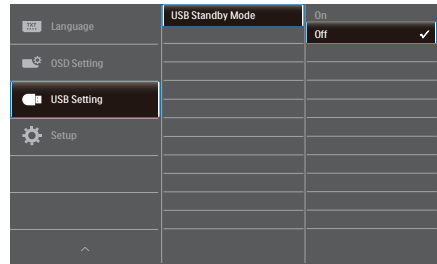 Language
OSD Setting
USB Setting
Setup
USB Standby Mode
On
Off